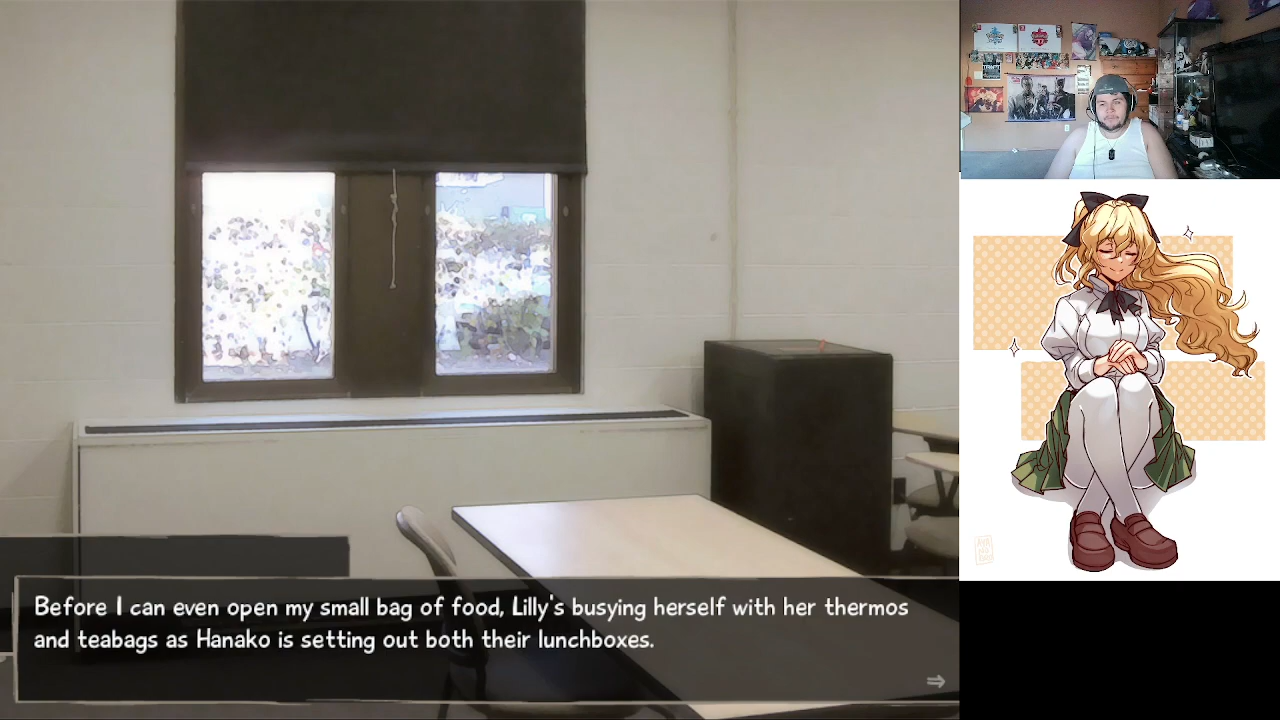 Before I can even open my small bag of food, Lilly's busying herself with her thermos
and teabags as Hanako is setting out both their lunchboxes.